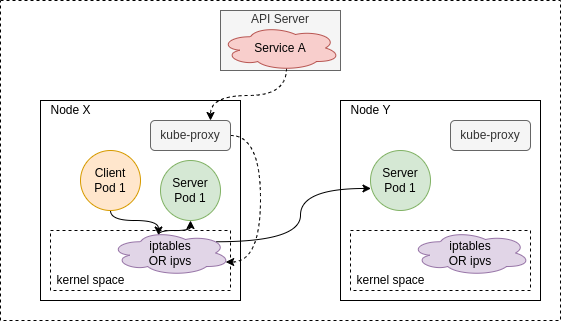 API Server
Service A
Node X
kube-proxy
Client
Pod 1
Server
Pod 1
iptables
OR ipvs
kernel space
Node Y
kube-proxy
Server
Pod 1
iptables
OR ipvs
kernel space